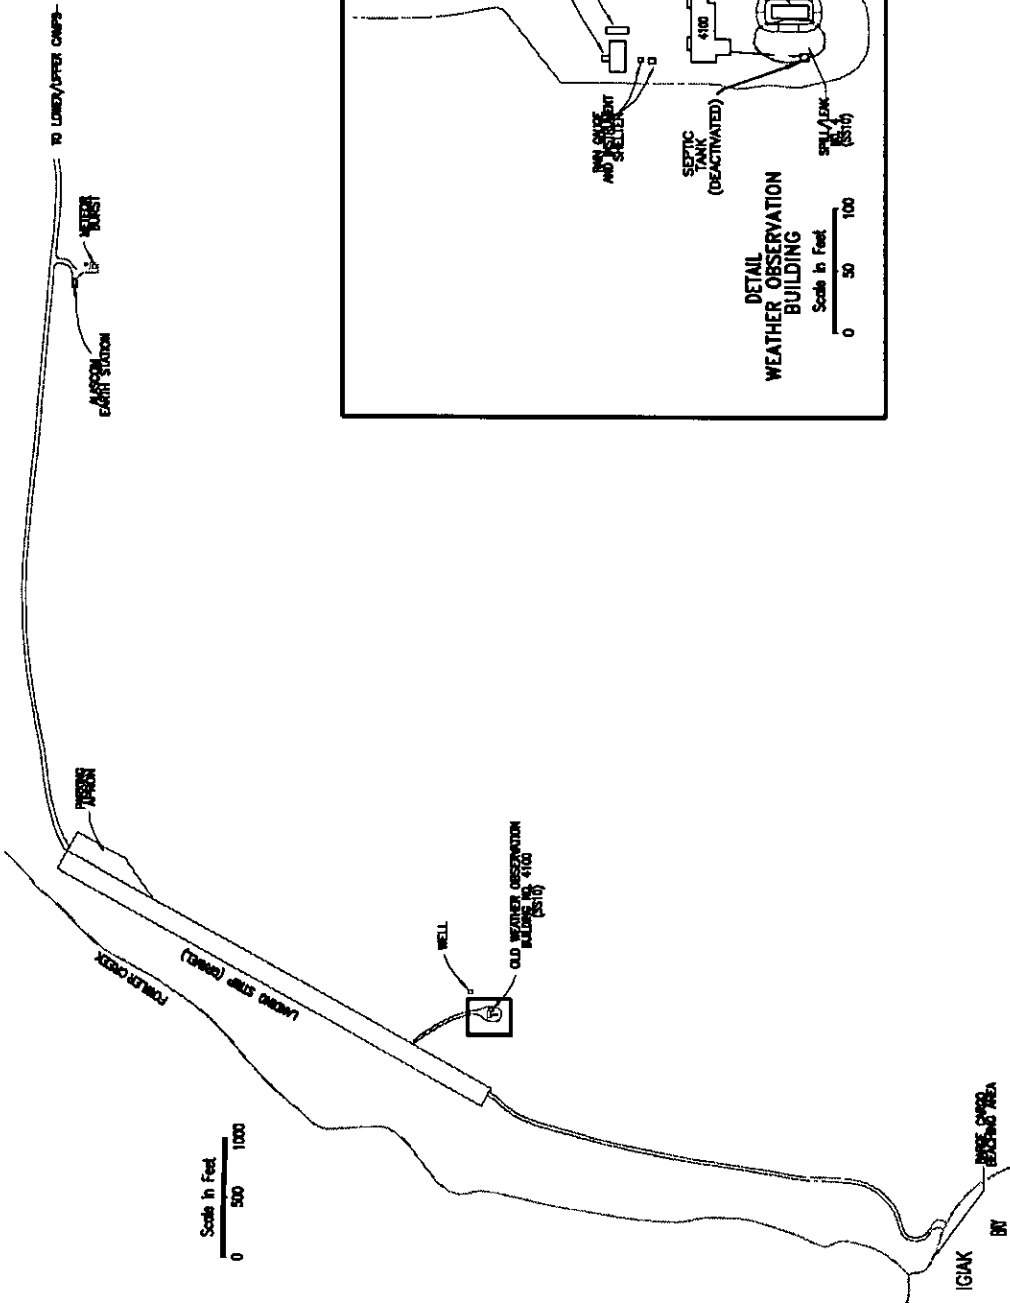 TO LOWER/UPPER CAMPS
METEOR
BURST
ALASCOM
EARTH STATION
PARKING
APRON
FOWLER CREEK
LANDING STRIP (GRAVEL)
WELL
OLD WEATHER OBSERVATION
BUILDING NO. 4100
(SS10)
Scale in Feet
0 500 1000
BARGE CARGO
BEACHING AREA
IGIAK
BAY
4100
RAIN GAUGE
AND INSTRUMENT
SHELTER
SEPTIC
TANK
(DEACTIVATED)
SPILL/LEAK
NO. 4
(SS10)
DETAIL
WEATHER OBSERVATION
BUILDING
Scale in Feet
0 50 100